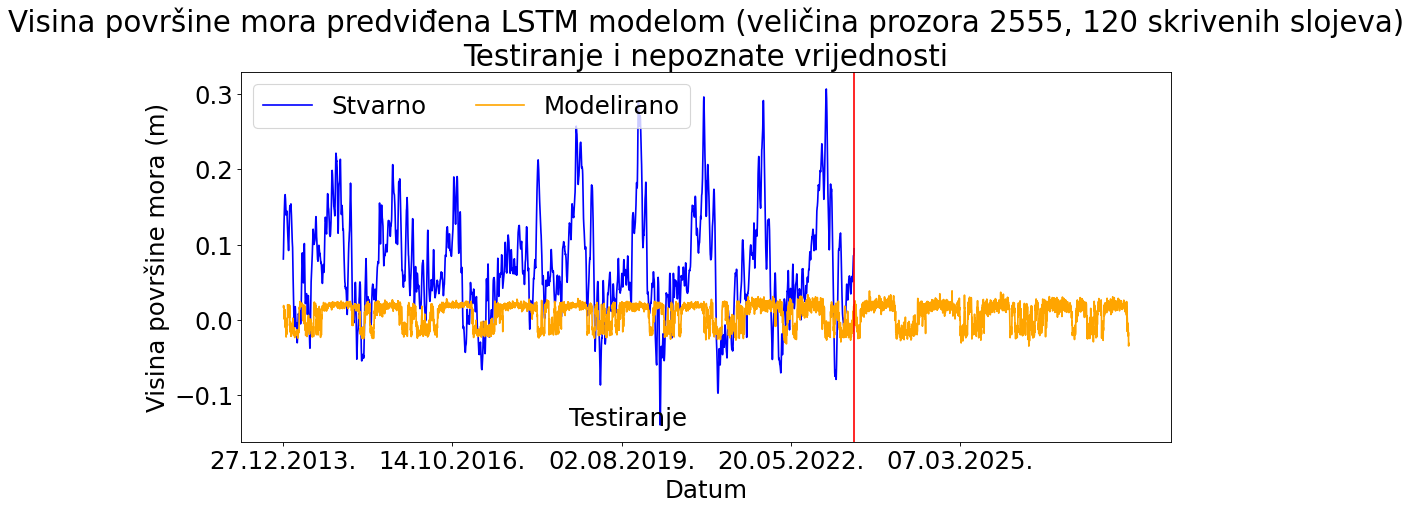 Visina površine mora predviđena LSTM modelom (veličina prozora 2555, 120 skrivenih slojeva)
Testiranje i nepoznate vrijednosti
Stvarno Modelirano
Visina površine mora (m)
0.3
0.2
0.1
0.0
−0.1
Testiranje
27.12.2013. 14.10.2016. 02.08.2019. 20.05.2022. 07.03.2025.
Datum